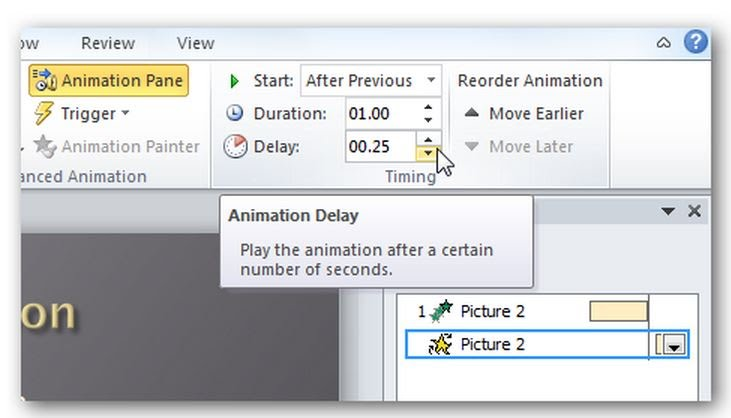 ow Review View
Animation Pane Start: After Previous Reorder Animation
Trigger Duration: 01.00 Move Earlier
Animation Painter Delay: 00.25 Move Later
anced Animation Timing
Animation Delay
Play the animation after a certain
number of seconds.
on
1 Picture 2
Picture 2